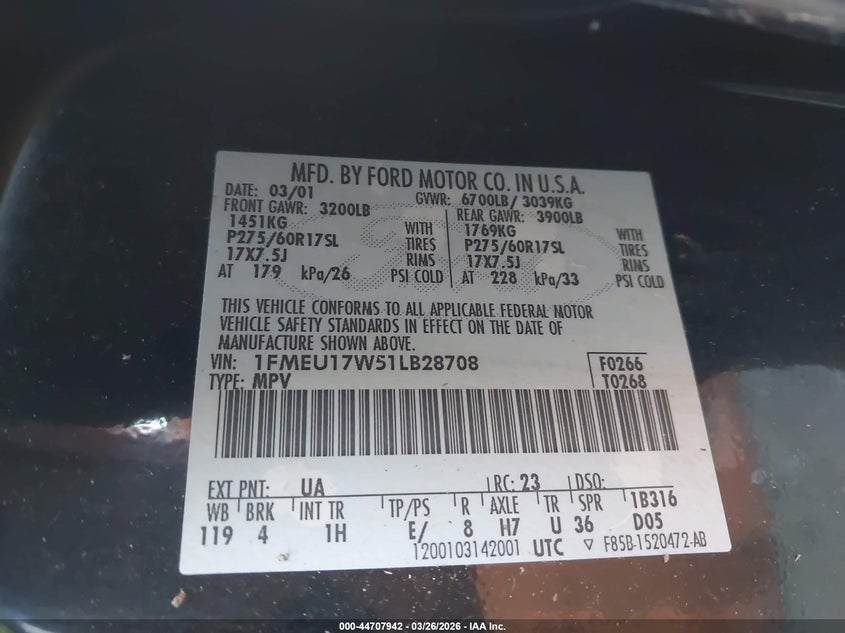 MFD. BY FORD MOTOR CO. IN U.S.A.
DATE: 03/01 GVWR: 6700LB/ 3039KG
FRONT GAWR: 3200LB REAR GAWR: 3900LB
1451KG WITH 1769KG WITH
P275/60R17SL TIRES P275/60R17SL TIRES
17X7.5J RIMS 17X7.5J RIMS
AT 179 kPa/26 PSI COLD AT 228 kPa/33 PSI COLD
THIS VEHICLE CONFORMS TO ALL APPLICABLE FEDERAL MOTOR
VEHICLE SAFETY STANDARDS IN EFFECT ON THE DATE OF
MANUFACTURE SHOWN ABOVE.
VIN: 1FMEU17W51LB28708 F0266
TYPE: MPV T0268
EXT PNT: UA RC: 23 DSO:
WB BRK INT TR TP/PS R AXLE TR SPR 1B316
119 4 1H E/ 8 H7 U 36 D05
1200103142001 UTC ▽ F85B-1520472-AB
000-44707942 - 03/26/2026 - IAA Inc.